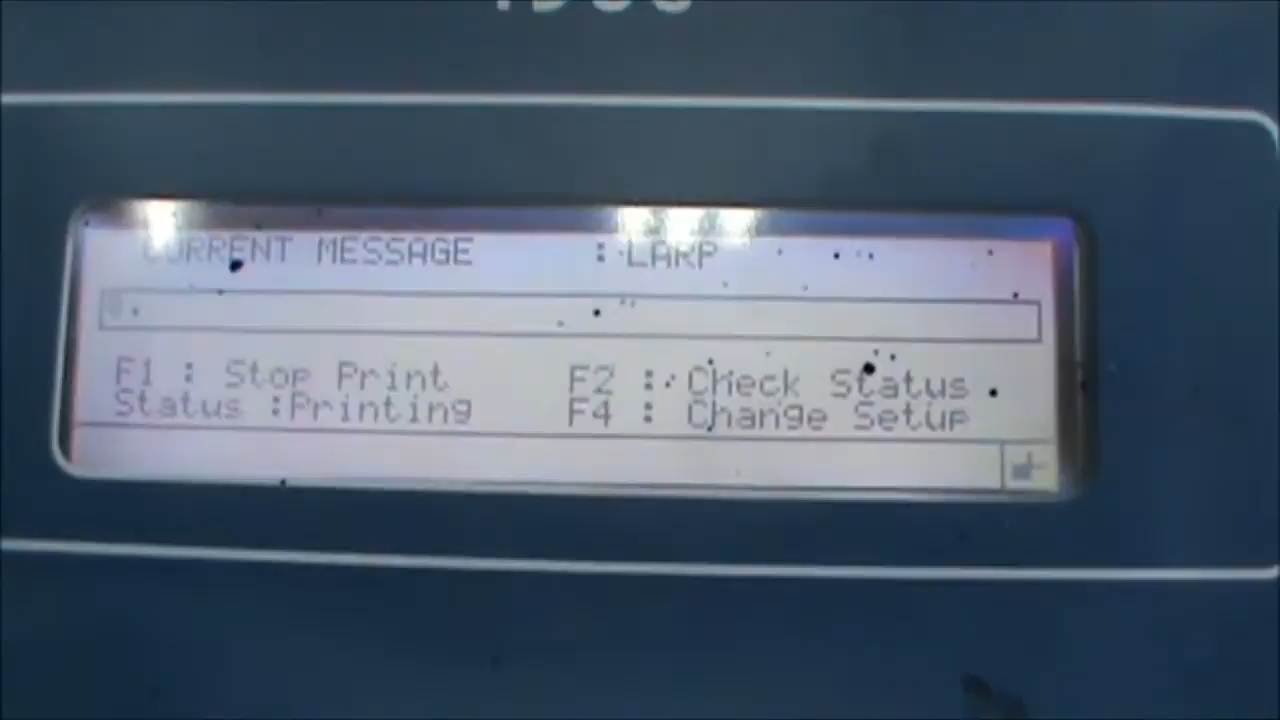 CURRENT MESSAGE : LARP
F1 : Stop Print F2 : Check Status
Status :Printing F4 : Change Setup